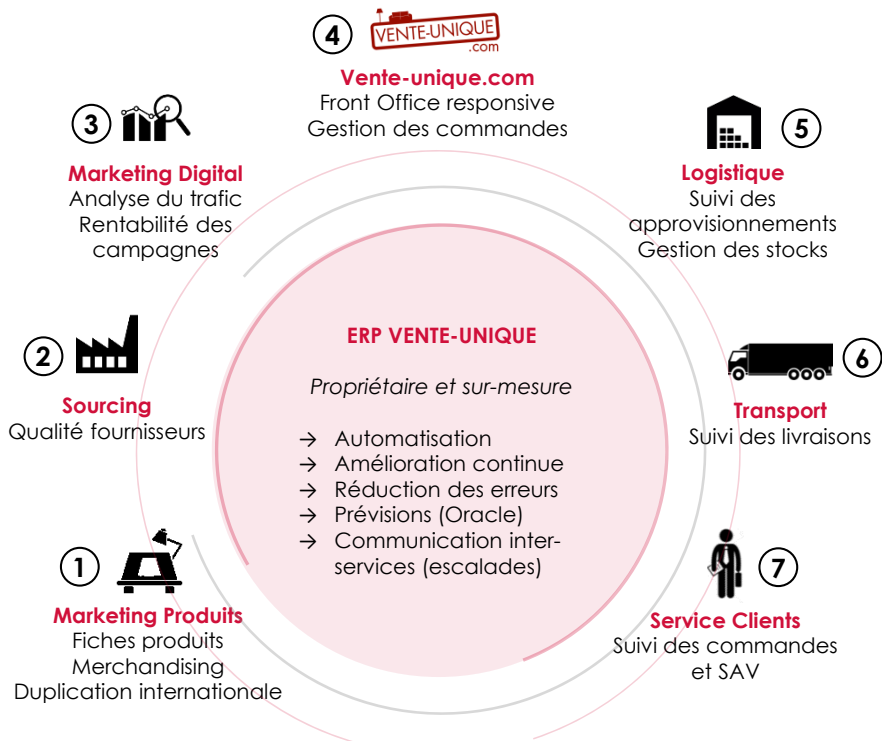 4
VENTE-UNIQUE
.com
Vente-unique.com
Front Office responsive
Gestion des commandes
3
Marketing Digital
Analyse du trafic
Rentabilité des
campagnes
5
Logistique
Suivi des
approvisionnements
Gestion des stocks
2
Sourcing
Qualité fournisseurs
ERP VENTE-UNIQUE
Propriétaire et sur-mesure
→ Automatisation
→ Amélioration continue
→ Réduction des erreurs
→ Prévisions (Oracle)
→ Communication inter-
services (escalades)
6
Transport
Suivi des livraisons
1
Marketing Produits
Fiches produits
Merchandising
Duplication internationale
7
Service Clients
Suivi des commandes
et SAV